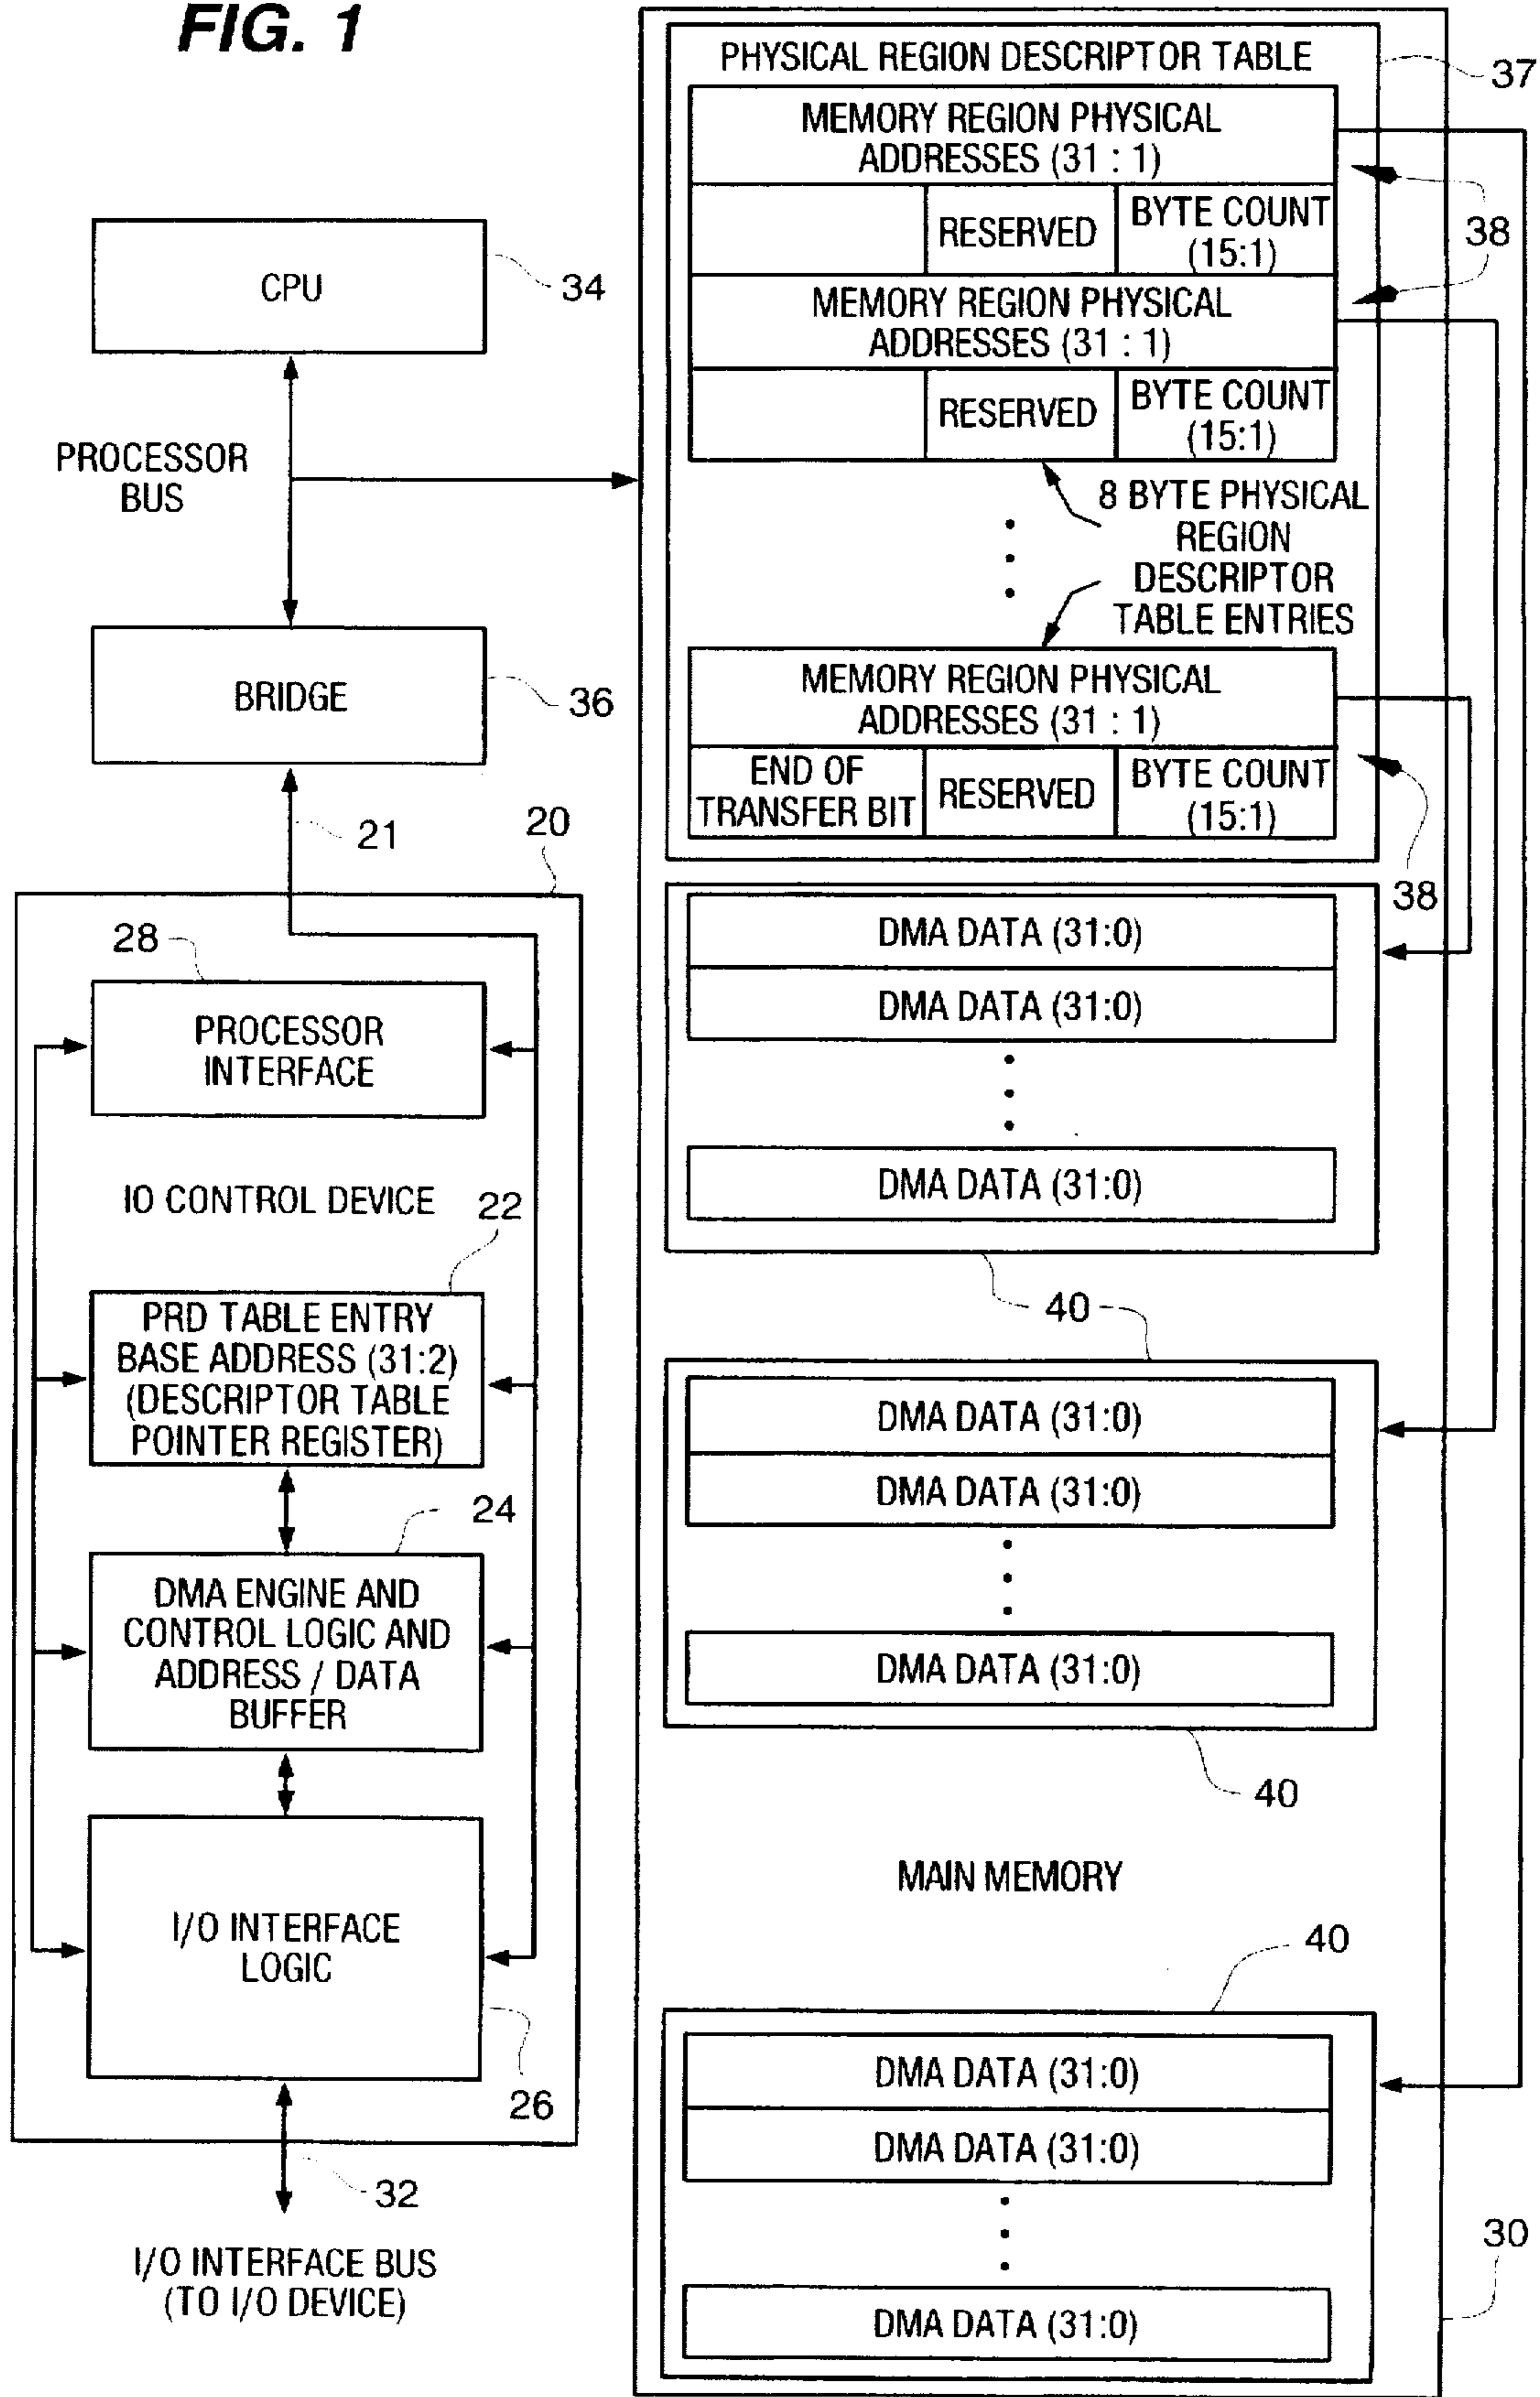 FIG. 1
PHYSICAL REGION DESCRIPTOR TABLE
37
MEMORY REGION PHYSICAL
ADDRESSES (31 : 1)
RESERVED
BYTE COUNT
(15:1)
38
MEMORY REGION PHYSICAL
ADDRESSES (31 : 1)
RESERVED
BYTE COUNT
(15:1)
8 BYTE PHYSICAL
REGION
DESCRIPTOR
TABLE ENTRIES
MEMORY REGION PHYSICAL
ADDRESSES (31 : 1)
END OF
TRANSFER BIT
RESERVED
BYTE COUNT
(15:1)
38
CPU
34
PROCESSOR
BUS
BRIDGE
36
21
20
28
PROCESSOR
INTERFACE
IO CONTROL DEVICE
22
PRD TABLE ENTRY
BASE ADDRESS (31:2)
(DESCRIPTOR TABLE
POINTER REGISTER)
24
DMA ENGINE AND
CONTROL LOGIC AND
ADDRESS / DATA
BUFFER
I/O INTERFACE
LOGIC
26
32
I/O INTERFACE BUS
(TO I/O DEVICE)
DMA DATA (31:0)
DMA DATA (31:0)
DMA DATA (31:0)
40
DMA DATA (31:0)
DMA DATA (31:0)
DMA DATA (31:0)
40
MAIN MEMORY
40
DMA DATA (31:0)
DMA DATA (31:0)
DMA DATA (31:0)
30